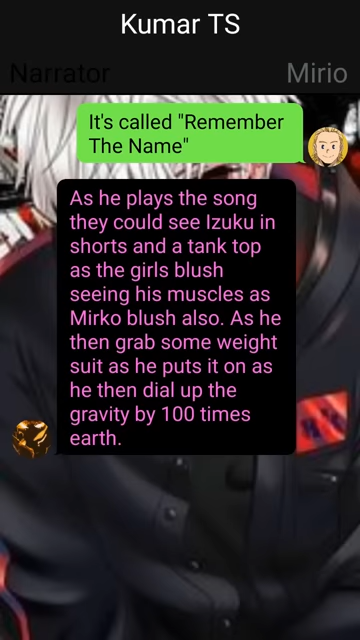 Kumar TS
Narrator
Mirio
It's called "Remember
The Name"
As he plays the song
they could see Izuku in
shorts and a tank top
as the girls blush
seeing his muscles as
Mirko blush also. As he
then grab some weight
suit as he puts it on as
he then dial up the
gravity by 100 times
earth.